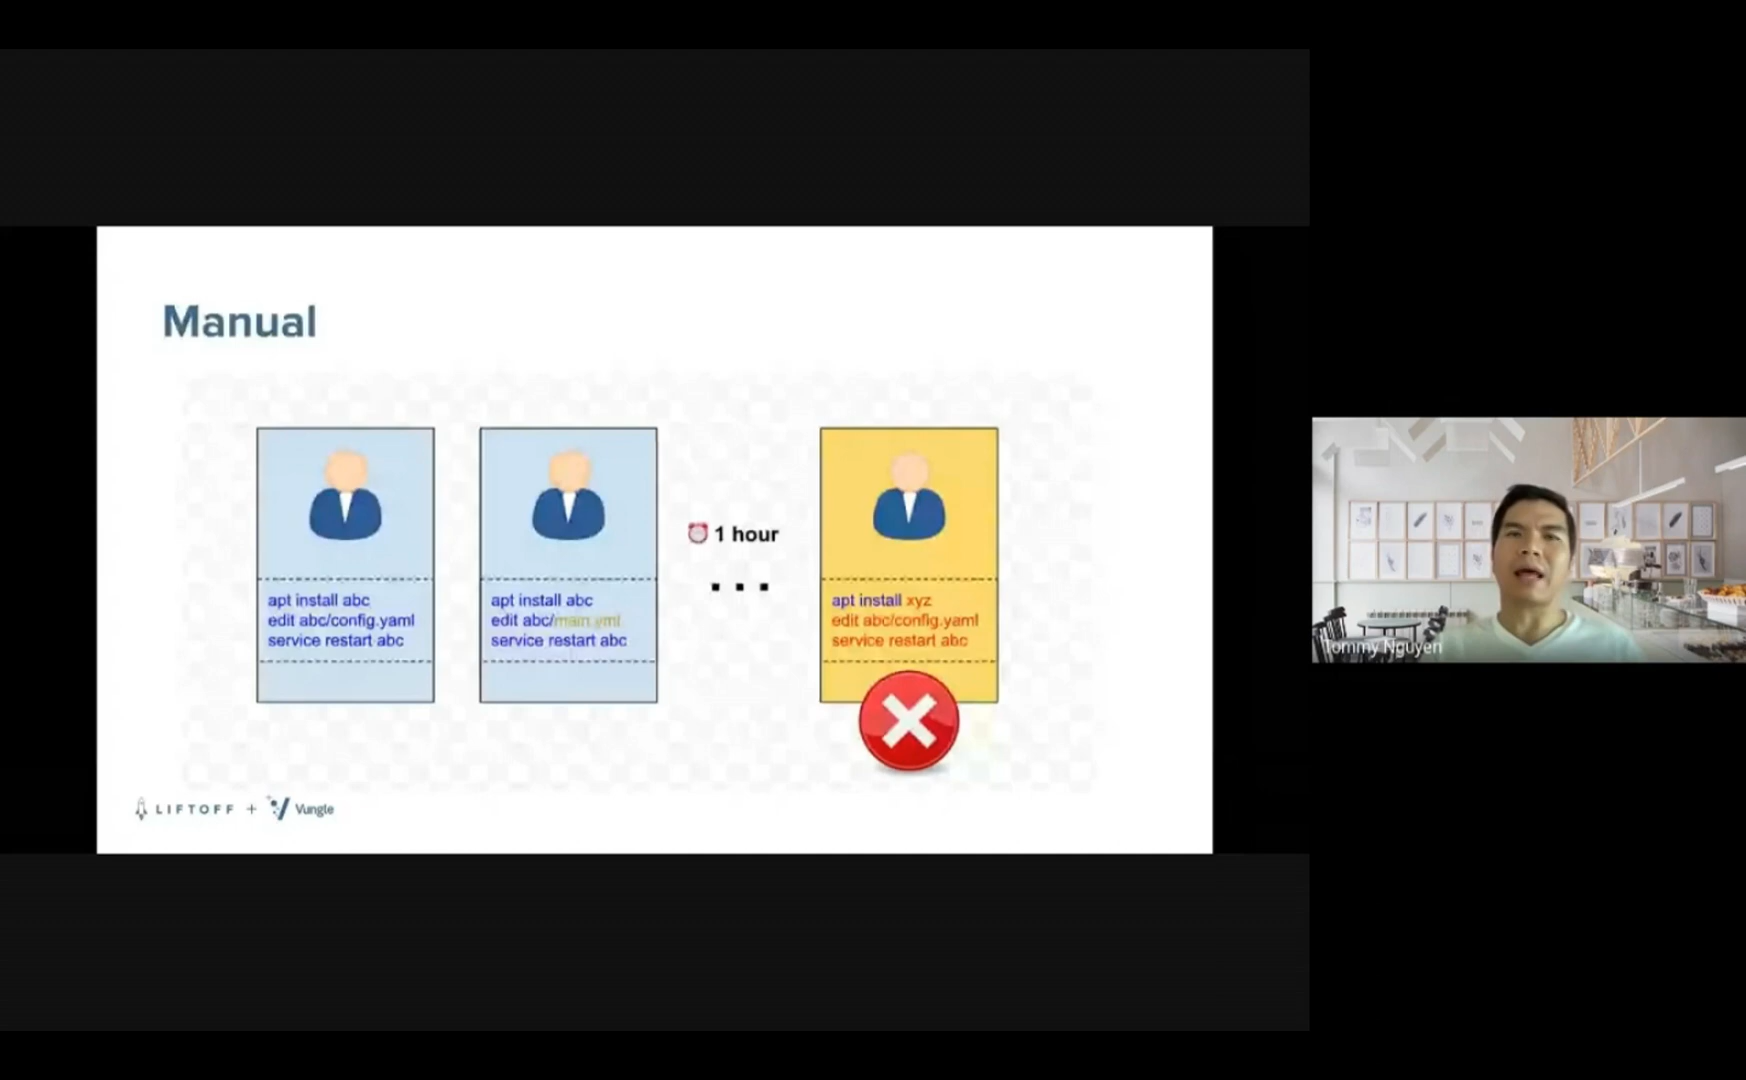 Manual
apt install abc
edit abc/config.yaml
service restart abc
apt install abc
edit abc/main.yml
service restart abc
1 hour
...
apt install xyz
edit abc/config.yaml
service restart abc
LIFTOFF + Vungle
Tommy Nguyen